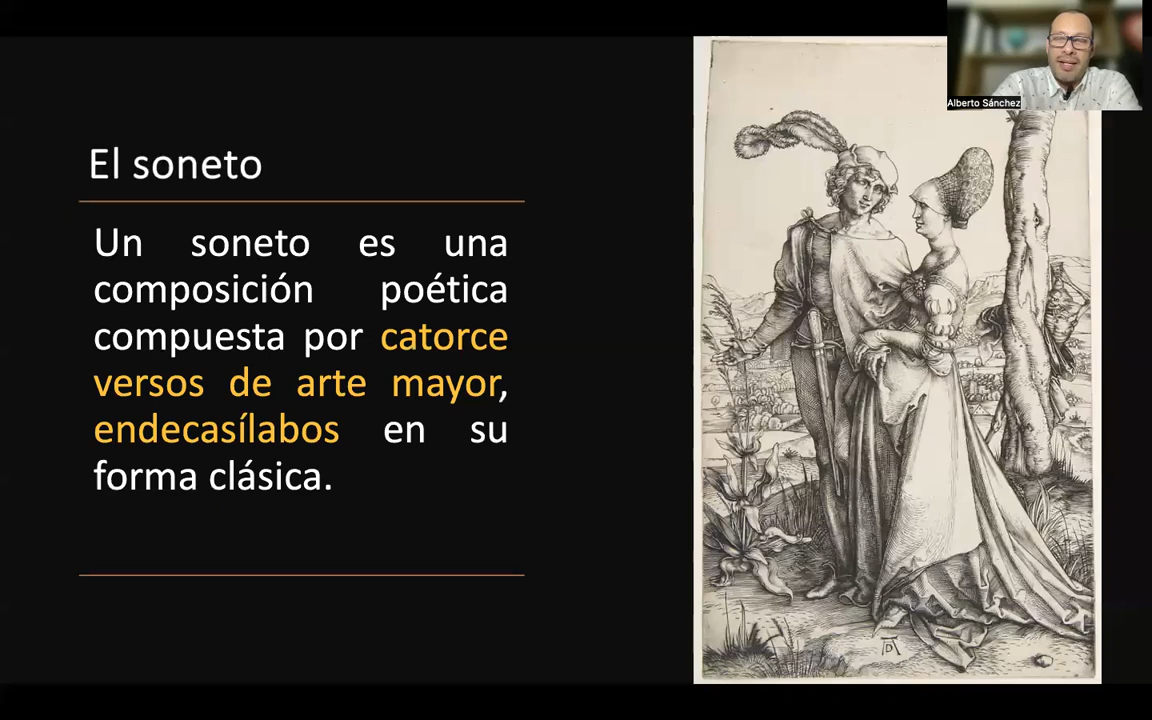 Alberto Sánchez
El soneto
Un soneto es una
composición poética
compuesta por catorce
versos de arte mayor,
endecasílabos en su
forma clásica.
AD